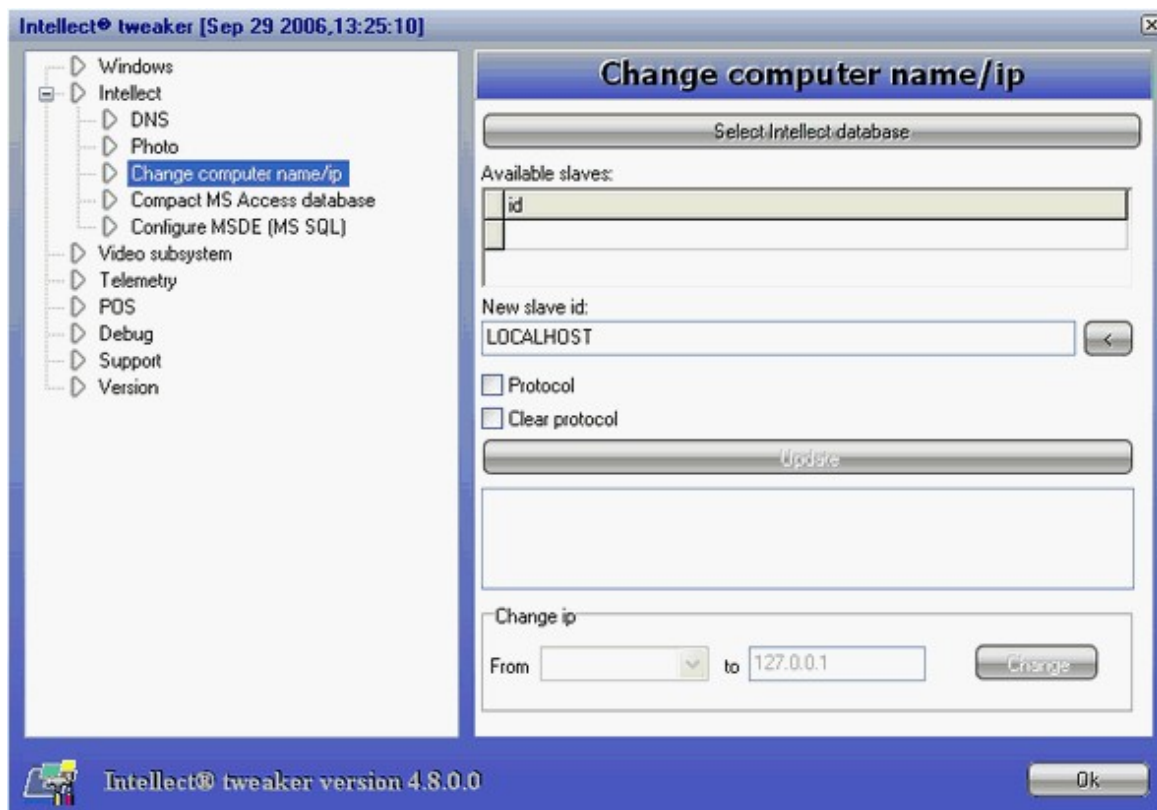 Intellect® tweaker [Sep 29 2006,13:25:10]
Windows
Intellect
DNS
Photo
Change computer name/ip
Compact MS Access database
Configure MSDE (MS SQL)
Video subsystem
Telemetry
POS
Debug
Support
Version
Change computer name/ip
Select Intellect database
Available slaves:
id
New slave id:
LOCALHOST
<
Protocol
Clear protocol
Update
Change ip
From
to 127.0.0.1
Change
Intellect® tweaker version 4.8.0.0
Ok